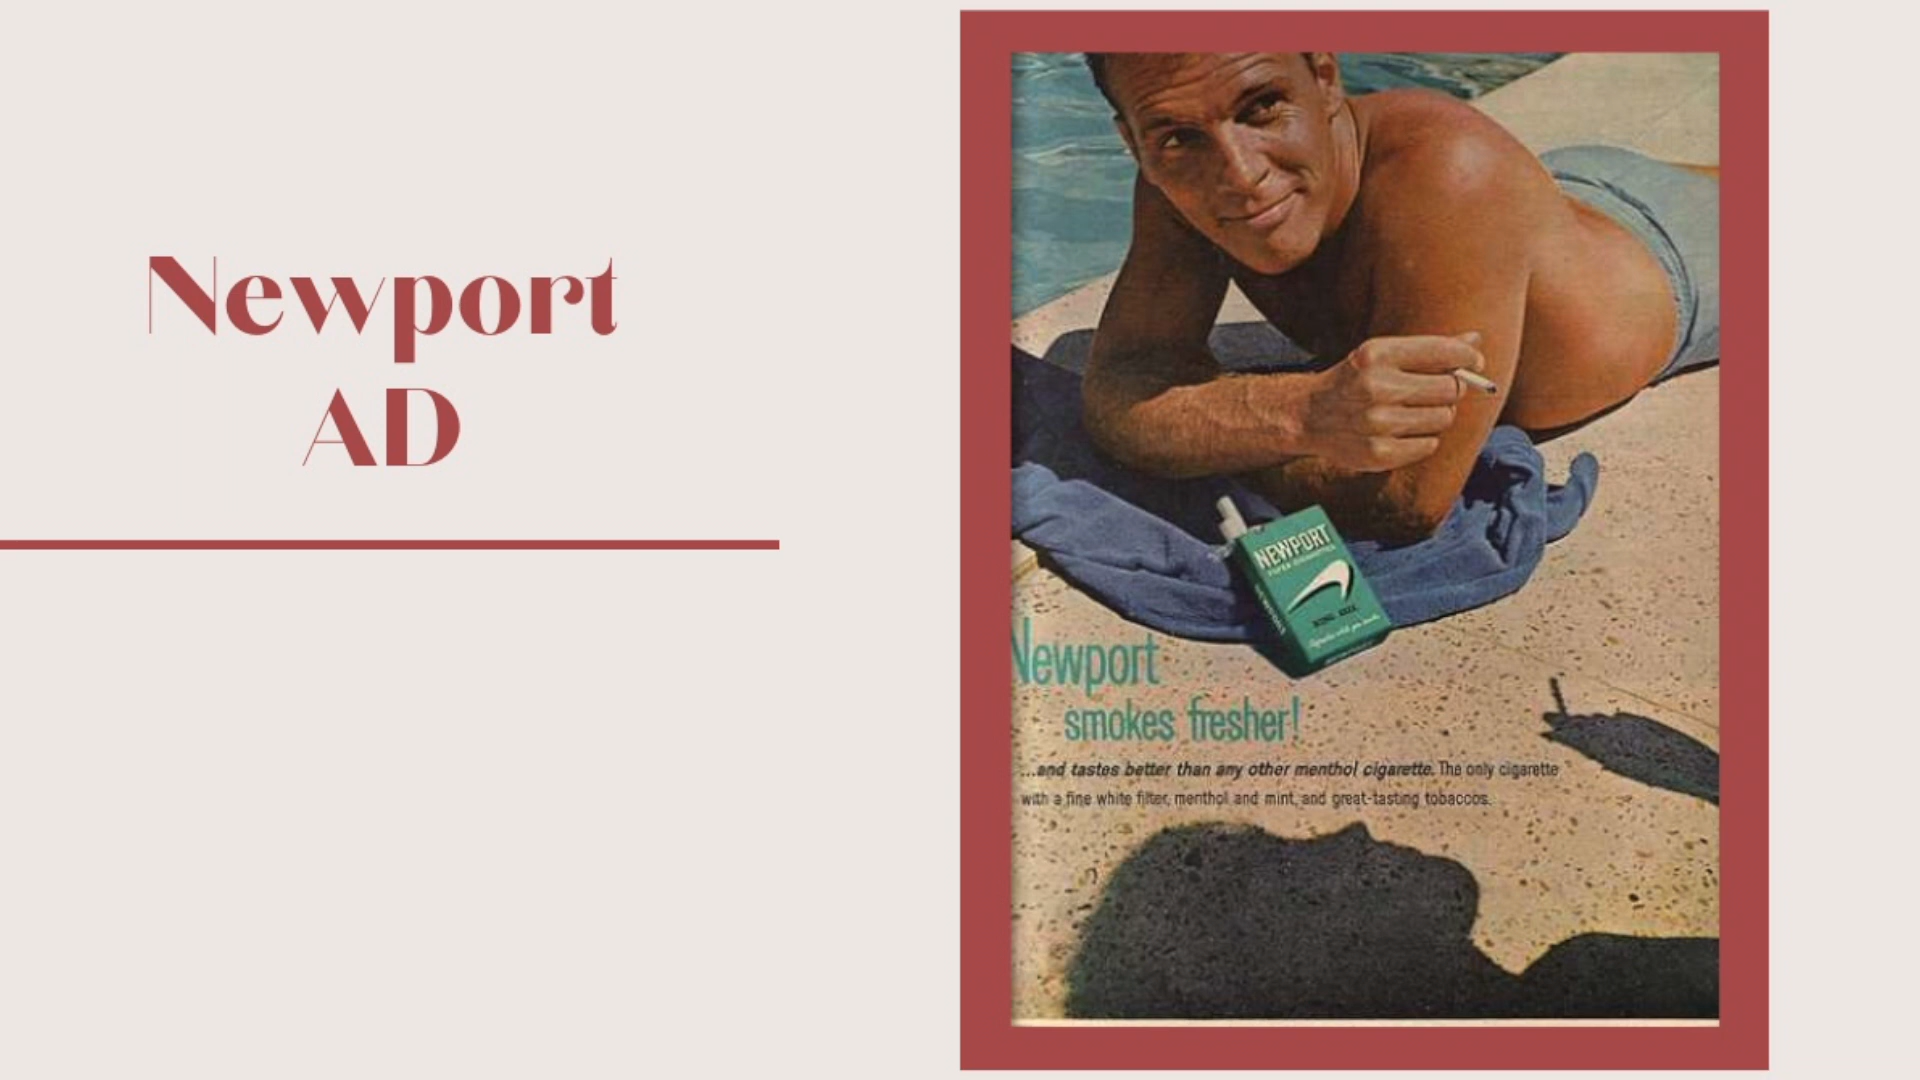 Newport
AD
NEWPORT
NEWPORT
KING SIZE
Newport
smokes fresher!
...and tastes better than any other menthol cigarette. The only cigarette
with a fine white filter, menthol and mint, and great-tasting tobaccos.